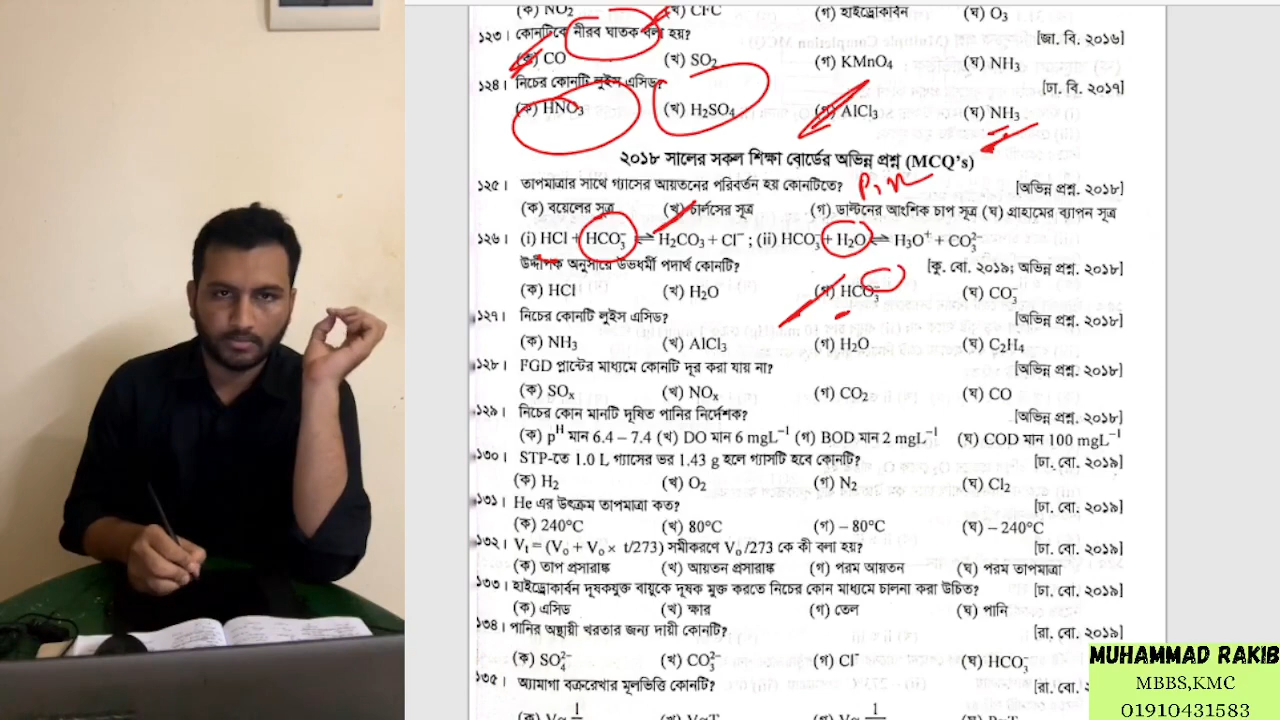 (ক) NO₂ (খ) CFC (গ) হাইড্রোকার্বন (ঘ) O₃
১২৩। কোনটিকে নীরব ঘাতক বলা হয়? [জা. বি. ২০১৬]
(ক) CO (খ) SO₂ (গ) KMnO₄ (ঘ) NH₃
১২৪। নিচের কোনটি লুইস এসিড? [ঢা. বি. ২০১৭]
(ক) HNO₃ (খ) H₂SO₄ (গ) AlCl₃ (ঘ) NH₃
২০১৮ সালের সকল শিক্ষা বোর্ডের অভিন্ন প্রশ্ন (MCQ's)
P, n
১২৫। তাপমাত্রার সাথে গ্যাসের আয়তনের পরিবর্তন হয় কোনটিতে? [অভিন্ন প্রশ্ন. ২০১৮]
(ক) বয়েলের সূত্র (খ) চার্লসের সূত্র (গ) ডাল্টনের আংশিক চাপ সূত্র (ঘ) গ্রাহামের ব্যাপন সূত্র
১২৬। (i) HCl + HCO₃⁻ ⇌ H₂CO₃ + Cl⁻ ; (ii) HCO₃⁻ + H₂O ⇌ H₃O⁺ + CO₃²⁻
উদ্দীপক অনুসারে উভধর্মী পদার্থ কোনটি? [কু. বো. ২০১৯; অভিন্ন প্রশ্ন. ২০১৮]
(ক) HCl (খ) H₂O (গ) HCO₃⁻ (ঘ) CO₃⁻
১২৭। নিচের কোনটি লুইস এসিড? [অভিন্ন প্রশ্ন. ২০১৮]
(ক) NH₃ (খ) AlCl₃ (গ) H₂O (ঘ) C₂H₄
১২৮। FGD প্লান্টের মাধ্যমে কোনটি দূর করা যায় না? [অভিন্ন প্রশ্ন. ২০১৮]
(ক) SOₓ (খ) NOₓ (গ) CO₂ (ঘ) CO
১২৯। নিচের কোন মানটি দূষিত পানির নির্দেশক? [অভিন্ন প্রশ্ন. ২০১৮]
(ক) pᴴ মান 6.4 – 7.4 (খ) DO মান 6 mgL⁻¹ (গ) BOD মান 2 mgL⁻¹ (ঘ) COD মান 100 mgL⁻¹
১৩০। STP-তে 1.0 L গ্যাসের ভর 1.43 g হলে গ্যাসটি হবে কোনটি? [ঢা. বো. ২০১৯]
(ক) H₂ (খ) O₂ (গ) N₂ (ঘ) Cl₂
১৩১। He এর উৎক্রম তাপমাত্রা কত? [ঢা. বো. ২০১৯]
(ক) 240°C (খ) 80°C (গ) – 80°C (ঘ) – 240°C
১৩২। Vₜ = (V₀ + V₀ × t/273) সমীকরণে V₀/273 কে কী বলা হয়? [ঢা. বো. ২০১৯]
(ক) তাপ প্রসারাঙ্ক (খ) আয়তন প্রসারাঙ্ক (গ) পরম আয়তন (ঘ) পরম তাপমাত্রা
১৩৩। হাইড্রোকার্বন দূষকযুক্ত বায়ুকে দূষক মুক্ত করতে নিচের কোন মাধ্যমে চালনা করা উচিত? [ঢা. বো. ২০১৯]
(ক) এসিড (খ) ক্ষার (গ) তেল (ঘ) পানি
১৩৪। পানির অস্থায়ী খরতার জন্য দায়ী কোনটি? [রা. বো. ২০১৯]
(ক) SO₄²⁻ (খ) CO₃²⁻ (গ) Cl⁻ (ঘ) HCO₃⁻
১৩৫। অ্যামাগা বক্ররেখার মূলভিত্তি কোনটি? [রা. বো.
MUHAMMAD RAKIB
MBBS,KMC
01910431583